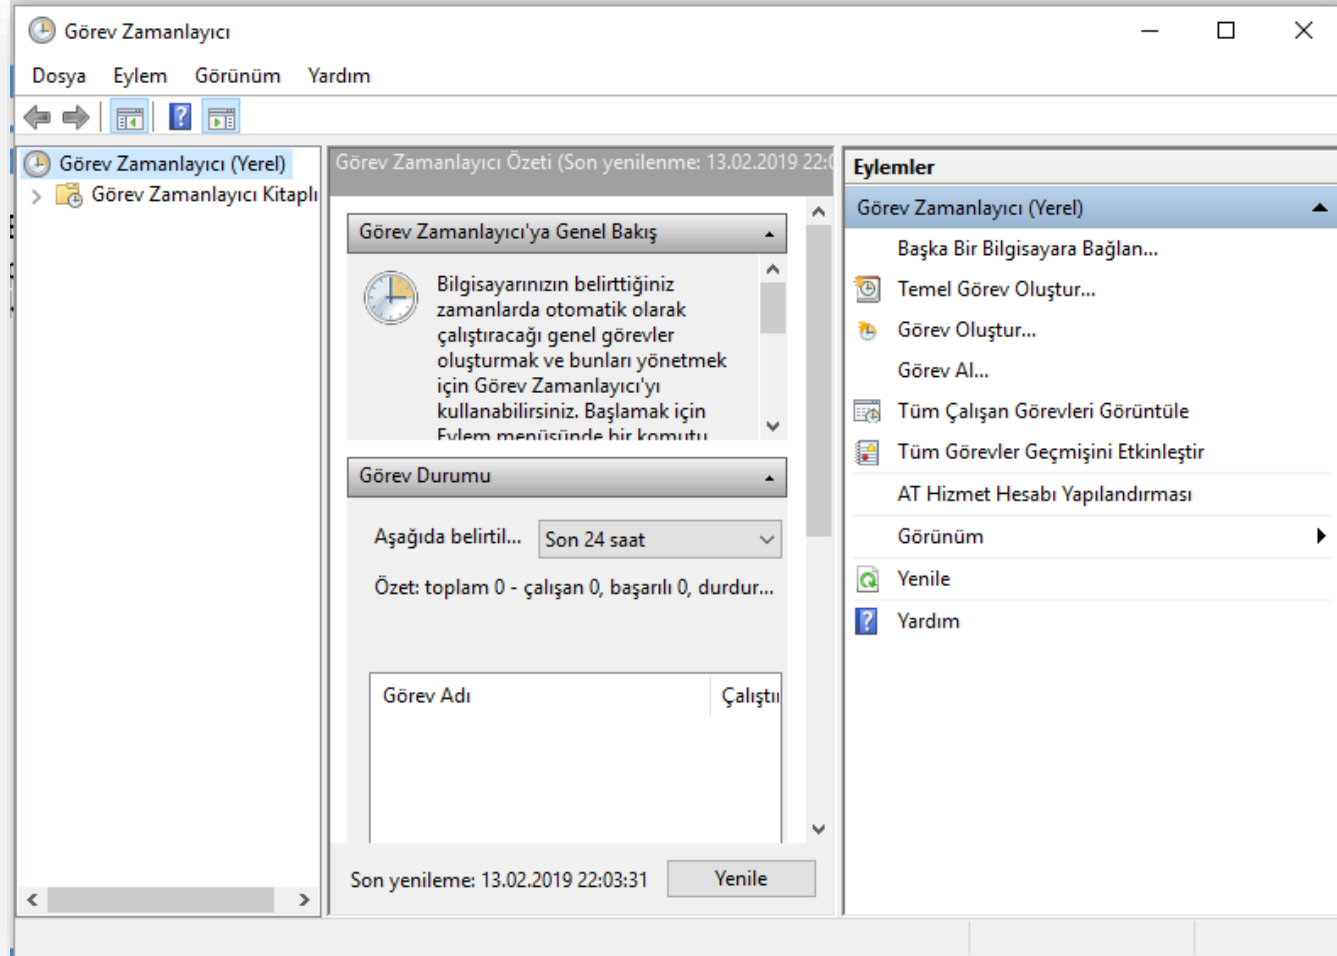 Görev Zamanlayıcı
Dosya Eylem Görünüm Yardım
Görev Zamanlayıcı (Yerel)
Görev Zamanlayıcı Kitaplı
Görev Zamanlayıcı Özeti (Son yenilenme: 13.02.2019 22:0
Görev Zamanlayıcı'ya Genel Bakış
Bilgisayarınızın belirttiğiniz
zamanlarda otomatik olarak
çalıştıracağı genel görevler
oluşturmak ve bunları yönetmek
için Görev Zamanlayıcı'yı
kullanabilirsiniz. Başlamak için
Eylem menüsünde bir komutu
Görev Durumu
Aşağıda belirtil... Son 24 saat
Özet: toplam 0 - çalışan 0, başarılı 0, durdur...
Görev Adı Çalıştır
Son yenileme: 13.02.2019 22:03:31 Yenile
Eylemler
Görev Zamanlayıcı (Yerel)
Başka Bir Bilgisayara Bağlan...
Temel Görev Oluştur...
Görev Oluştur...
Görev Al...
Tüm Çalışan Görevleri Görüntüle
Tüm Görevler Geçmişini Etkinleştir
AT Hizmet Hesabı Yapılandırması
Görünüm
Yenile
Yardım